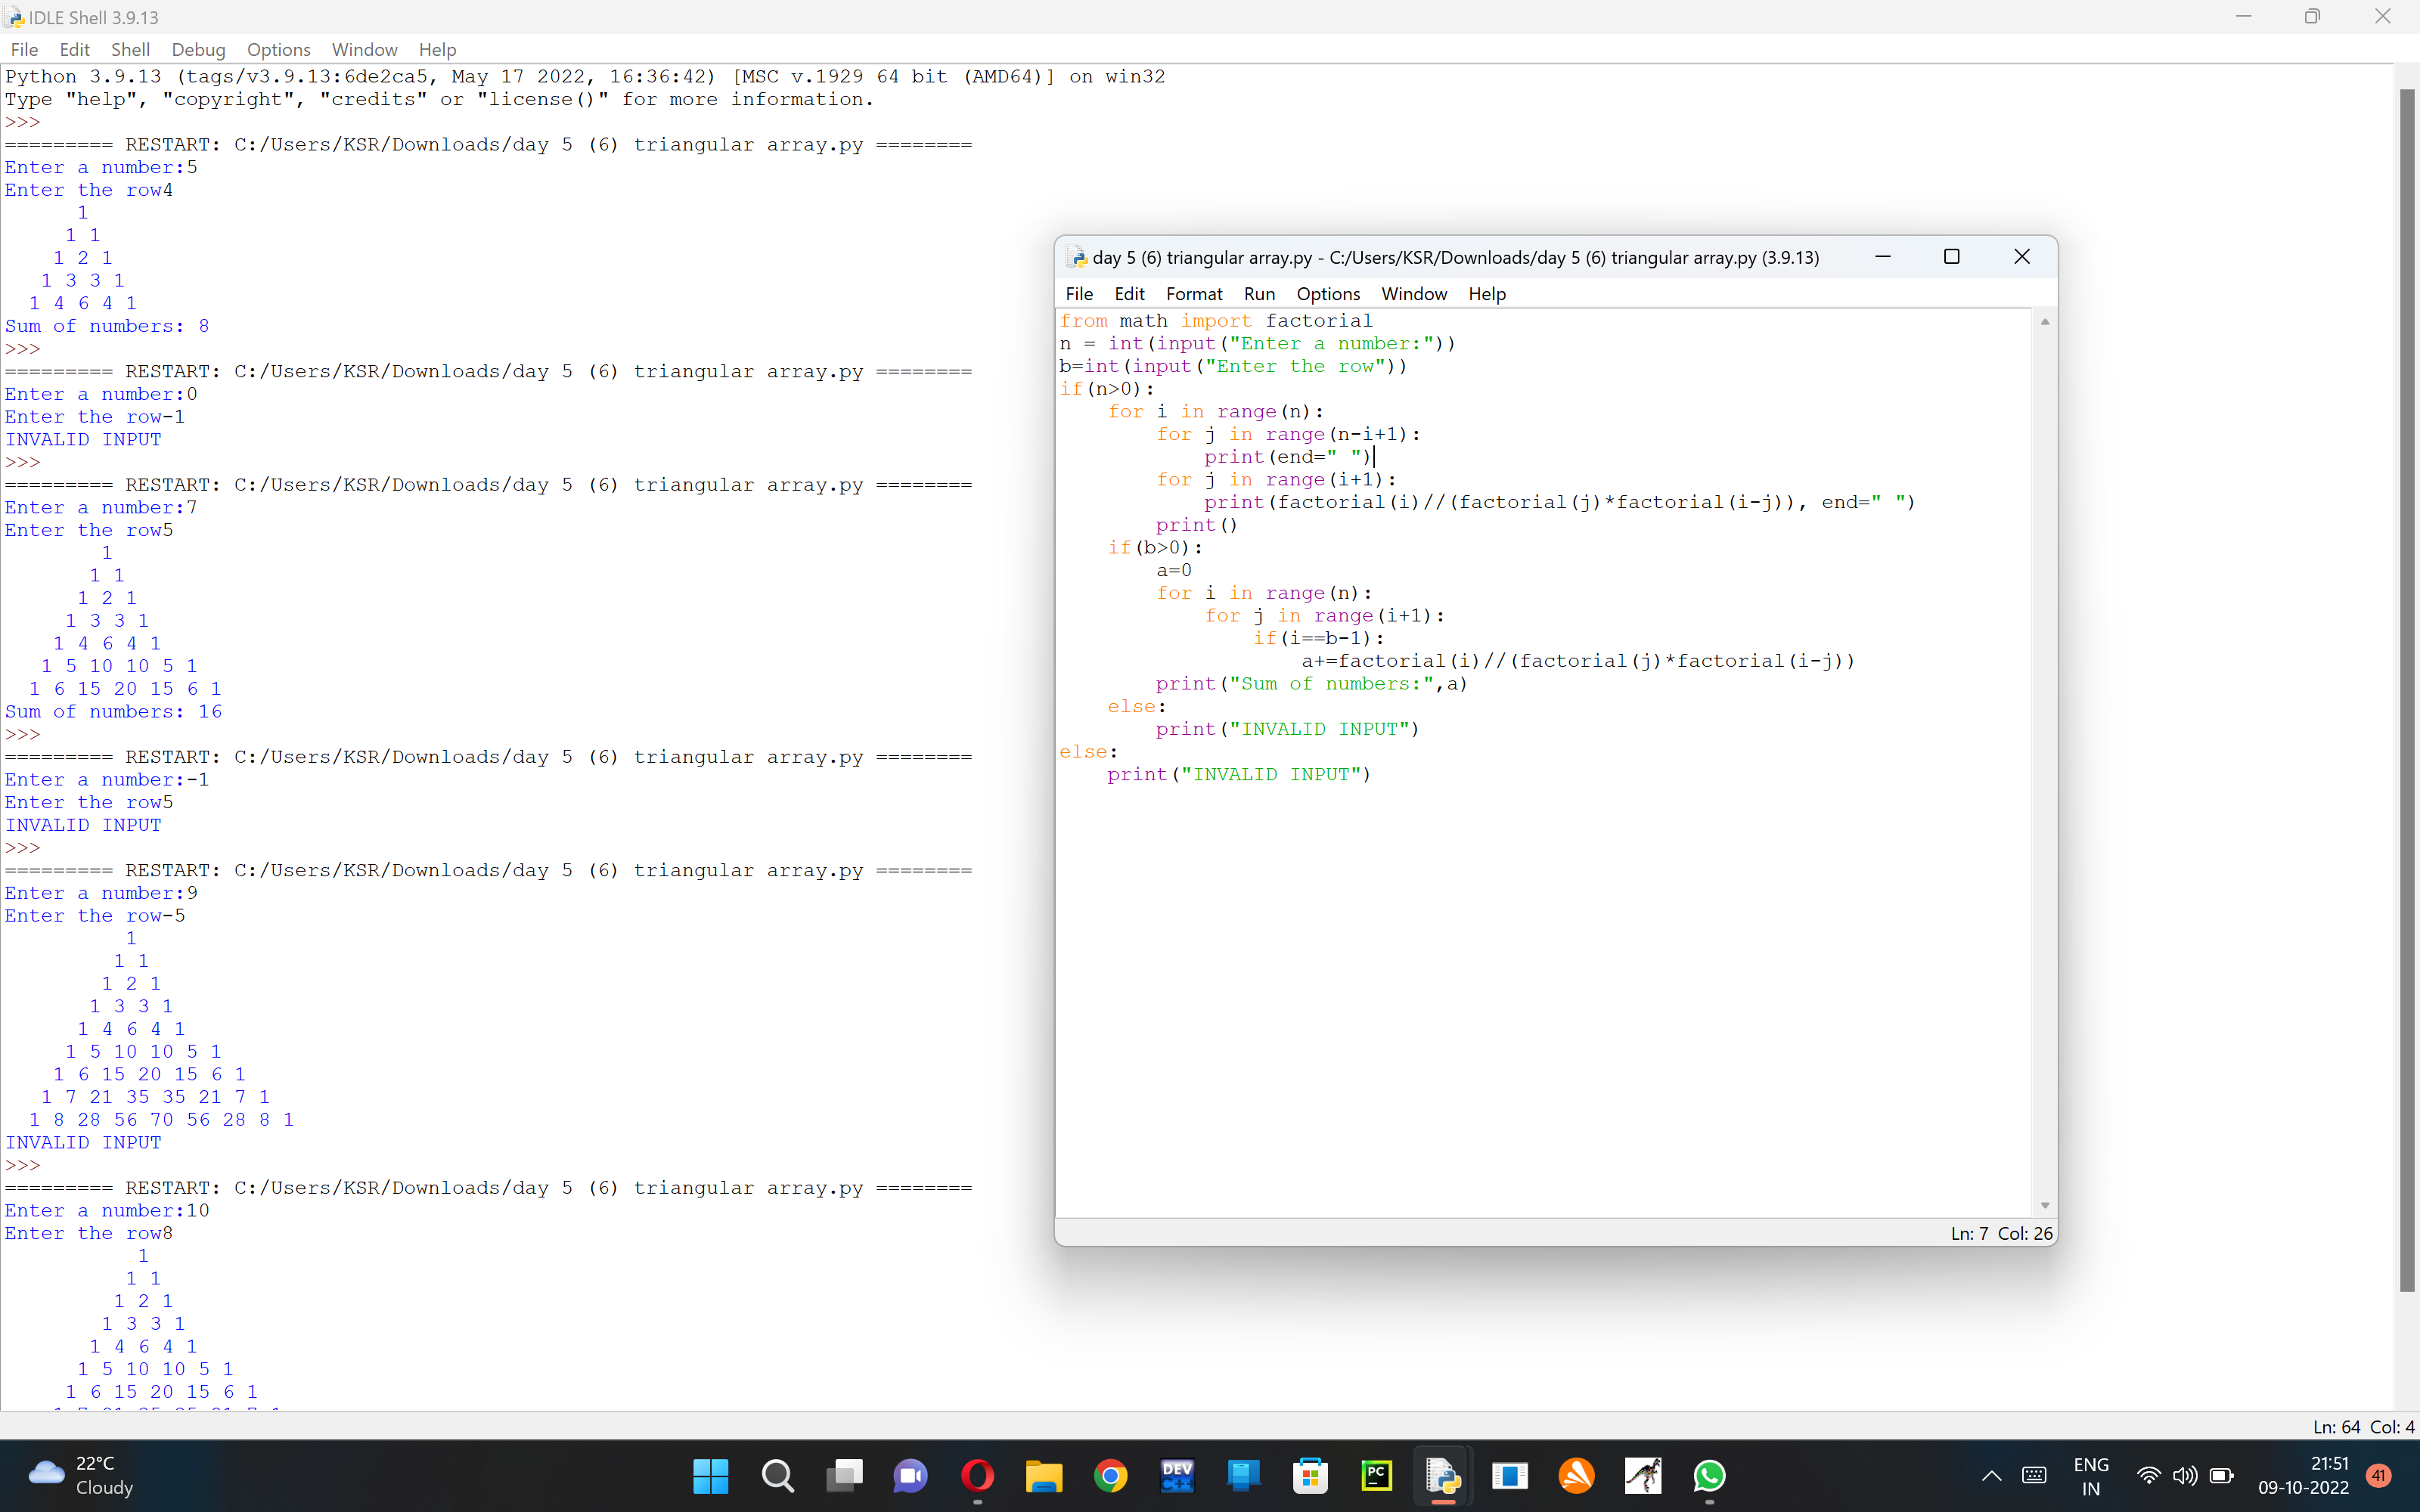 IDLE Shell 3.9.13
File Edit Shell Debug Options Window Help
Python 3.9.13 (tags/v3.9.13:6de2ca5, May 17 2022, 16:36:42) [MSC v.1929 64 bit (AMD64)] on win32
Type "help", "copyright", "credits" or "license()" for more information.
>>>
========= RESTART: C:/Users/KSR/Downloads/day 5 (6) triangular array.py ========
Enter a number:5
Enter the row4
1
1 1
1 2 1
1 3 3 1
1 4 6 4 1
Sum of numbers: 8
>>>
========= RESTART: C:/Users/KSR/Downloads/day 5 (6) triangular array.py ========
Enter a number:0
Enter the row-1
INVALID INPUT
>>>
========= RESTART: C:/Users/KSR/Downloads/day 5 (6) triangular array.py ========
Enter a number:7
Enter the row5
1
1 1
1 2 1
1 3 3 1
1 4 6 4 1
1 5 10 10 5 1
1 6 15 20 15 6 1
Sum of numbers: 16
>>>
========= RESTART: C:/Users/KSR/Downloads/day 5 (6) triangular array.py ========
Enter a number:-1
Enter the row5
INVALID INPUT
>>>
========= RESTART: C:/Users/KSR/Downloads/day 5 (6) triangular array.py ========
Enter a number:9
Enter the row-5
1
1 1
1 2 1
1 3 3 1
1 4 6 4 1
1 5 10 10 5 1
1 6 15 20 15 6 1
1 7 21 35 35 21 7 1
1 8 28 56 70 56 28 8 1
INVALID INPUT
>>>
========= RESTART: C:/Users/KSR/Downloads/day 5 (6) triangular array.py ========
Enter a number:10
Enter the row8
1
1 1
1 2 1
1 3 3 1
1 4 6 4 1
1 5 10 10 5 1
1 6 15 20 15 6 1
Ln: 64 Col: 4
day 5 (6) triangular array.py - C:/Users/KSR/Downloads/day 5 (6) triangular array.py (3.9.13)
File Edit Format Run Options Window Help
from math import factorial
n = int(input("Enter a number:"))
b=int(input("Enter the row"))
if(n>0):
    for i in range(n):
        for j in range(n-i+1):
            print(end=" ")
        for j in range(i+1):
            print(factorial(i)//(factorial(j)*factorial(i-j)), end=" ")
        print()
    if(b>0):
        a=0
        for i in range(n):
            for j in range(i+1):
                if(i==b-1):
                    a+=factorial(i)//(factorial(j)*factorial(i-j))
        print("Sum of numbers:",a)
    else:
        print("INVALID INPUT")
else:
    print("INVALID INPUT")
Ln: 7 Col: 26
22°C
Cloudy
DEV
C++
PC
ENG
IN
21:51
09-10-2022
41